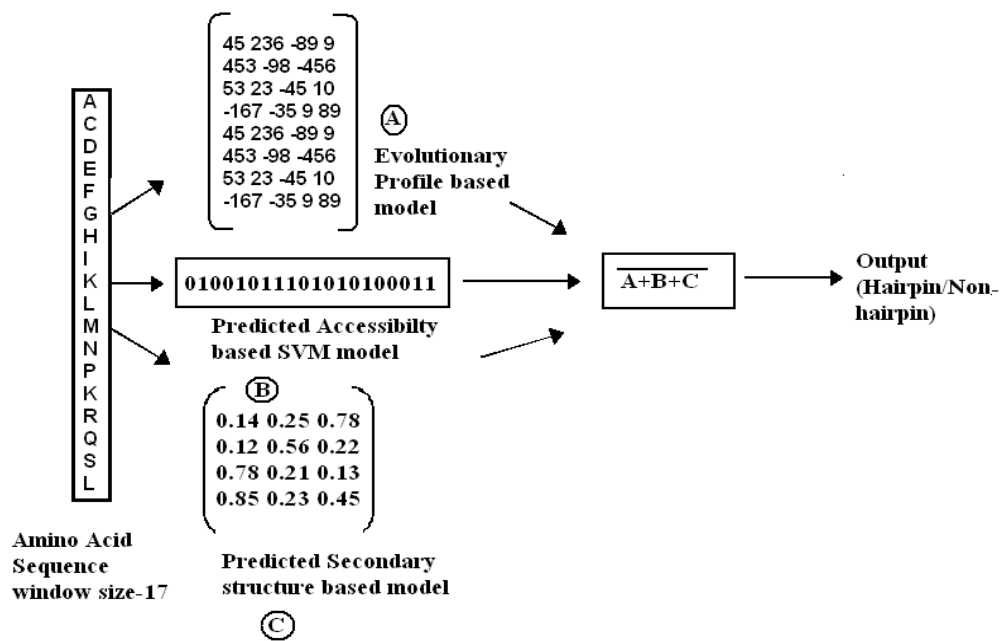 A
C
D
E
F
G
H
I
K
L
M
N
P
K
R
Q
S
L
Amino Acid
Sequence
window size-17
45 236 -89 9
453 -98 -456
53 23 -45 10
-167 -35 9 89
45 236 -89 9
453 -98 -456
53 23 -45 10
-167 -35 9 89
A
Evolutionary
Profile based
model
01001011101010100011
Predicted Accessibilty
based SVM model
B
0.14 0.25 0.78
0.12 0.56 0.22
0.78 0.21 0.13
0.85 0.23 0.45
Predicted Secondary
structure based model
C
A+B+C
Output
(Hairpin/Non-
hairpin)